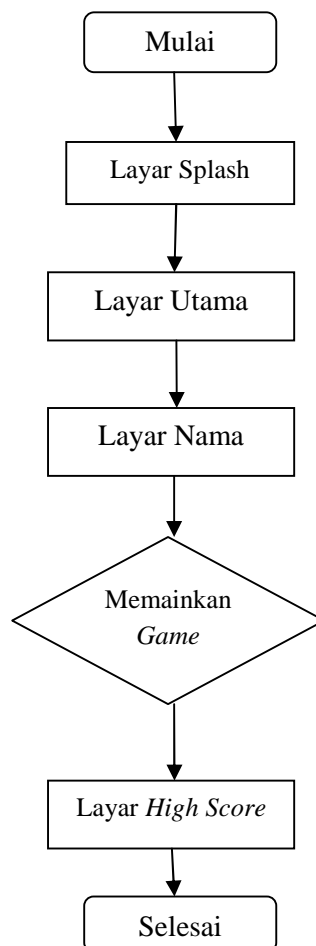 Mulai
Layar Splash
Layar Utama
Layar Nama
Memainkan
Game
Layar High Score
Selesai